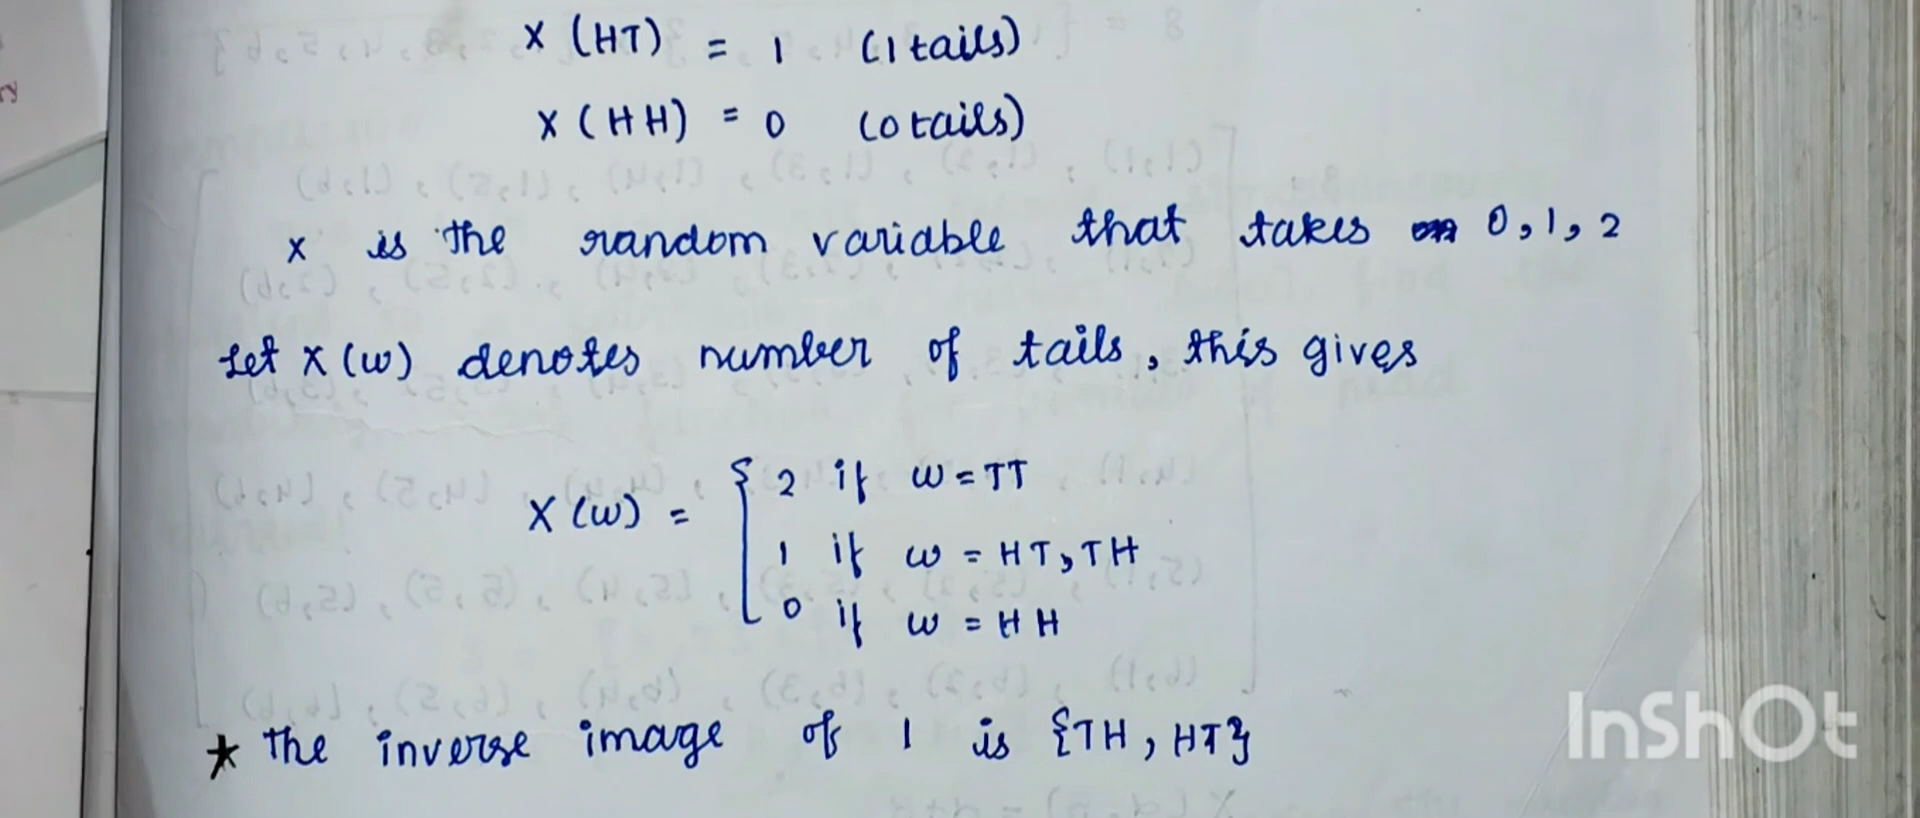 X (HT) = 1 (1 tails)
X (HH) = 0 (0 tails)
X is the random variable that takes on 0, 1, 2
Let X (ω) denotes number of tails, this gives
X (ω) = { 2 if ω = TT
1 if ω = HT, TH
0 if ω = HH
★ The inverse image of 1 is {TH, HT}
InShOt